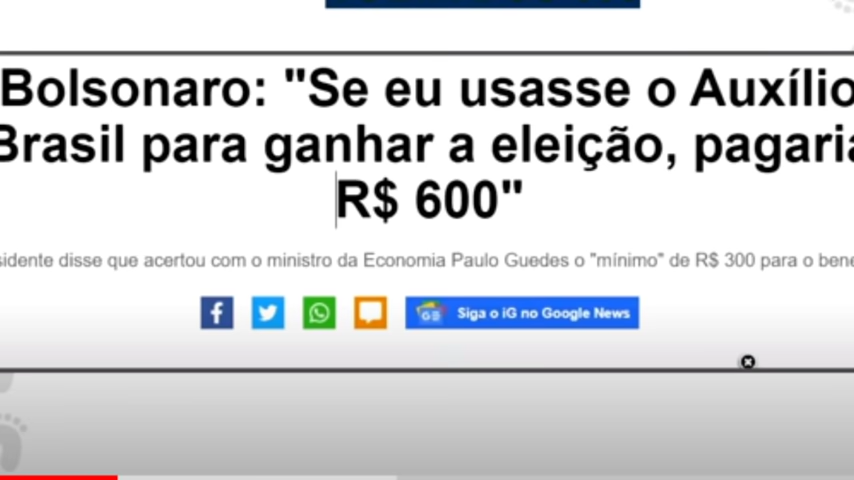 Bolsonaro: "Se eu usasse o Auxílio
Brasil para ganhar a eleição, pagaria
R$ 600"
sidente disse que acertou com o ministro da Economia Paulo Guedes o "mínimo" de R$ 300 para o bene
Siga o iG no Google News